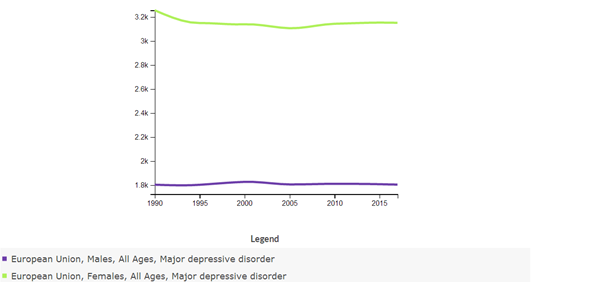 3.2k
3k
2.8k
2.6k
2.4k
2.2k
2k
1.8k
1990 1995 2000 2005 2010 2015
Legend
European Union, Males, All Ages, Major depressive disorder
European Union, Females, All Ages, Major depressive disorder